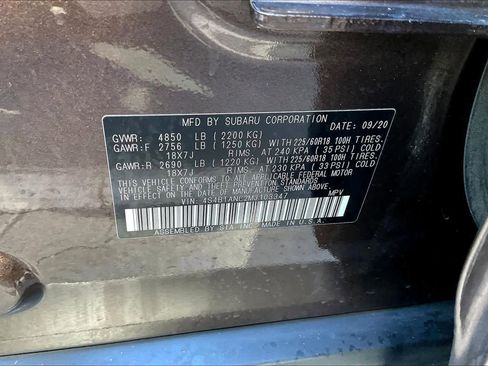 MFD BY SUBARU CORPORATION DATE: 09/20
GVWR: 4850 LB (2200 KG)
GAWR:F 2756 LB (1250 KG) WITH 225/60R18 100H TIRES,
18X7J RIMS, AT 240 KPA (35 PSI) COLD
GAWR:R 2690 LB (1220 KG) WITH 225/60R18 100H TIRES,
18X7J RIMS, AT 230 KPA (33 PSI) COLD
THIS VEHICLE CONFORMS TO ALL APPLICABLE FEDERAL MOTOR
VEHICLE SAFETY AND BUMPER STANDARDS IN EFFECT ON THE
DATE OF MANUFACTURE SHOWN ABOVE.
VIN: 4S4BTANC2M3103347 MPV
ASSEMBLED BY SIA, INC. MADE IN U.S.A.